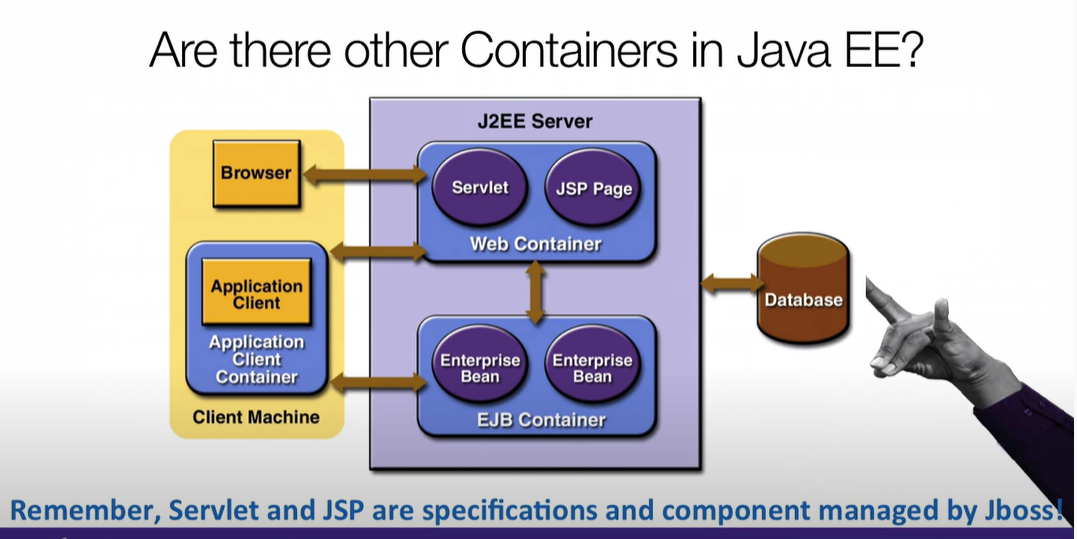 Are there other Containers in Java EE?
J2EE Server
Browser
Servlet
JSP Page
Web Container
Application
Client
Application
Client
Container
Client Machine
Enterprise
Bean
Enterprise
Bean
EJB Container
Database
Remember, Servlet and JSP are specifications and component managed by Jboss!